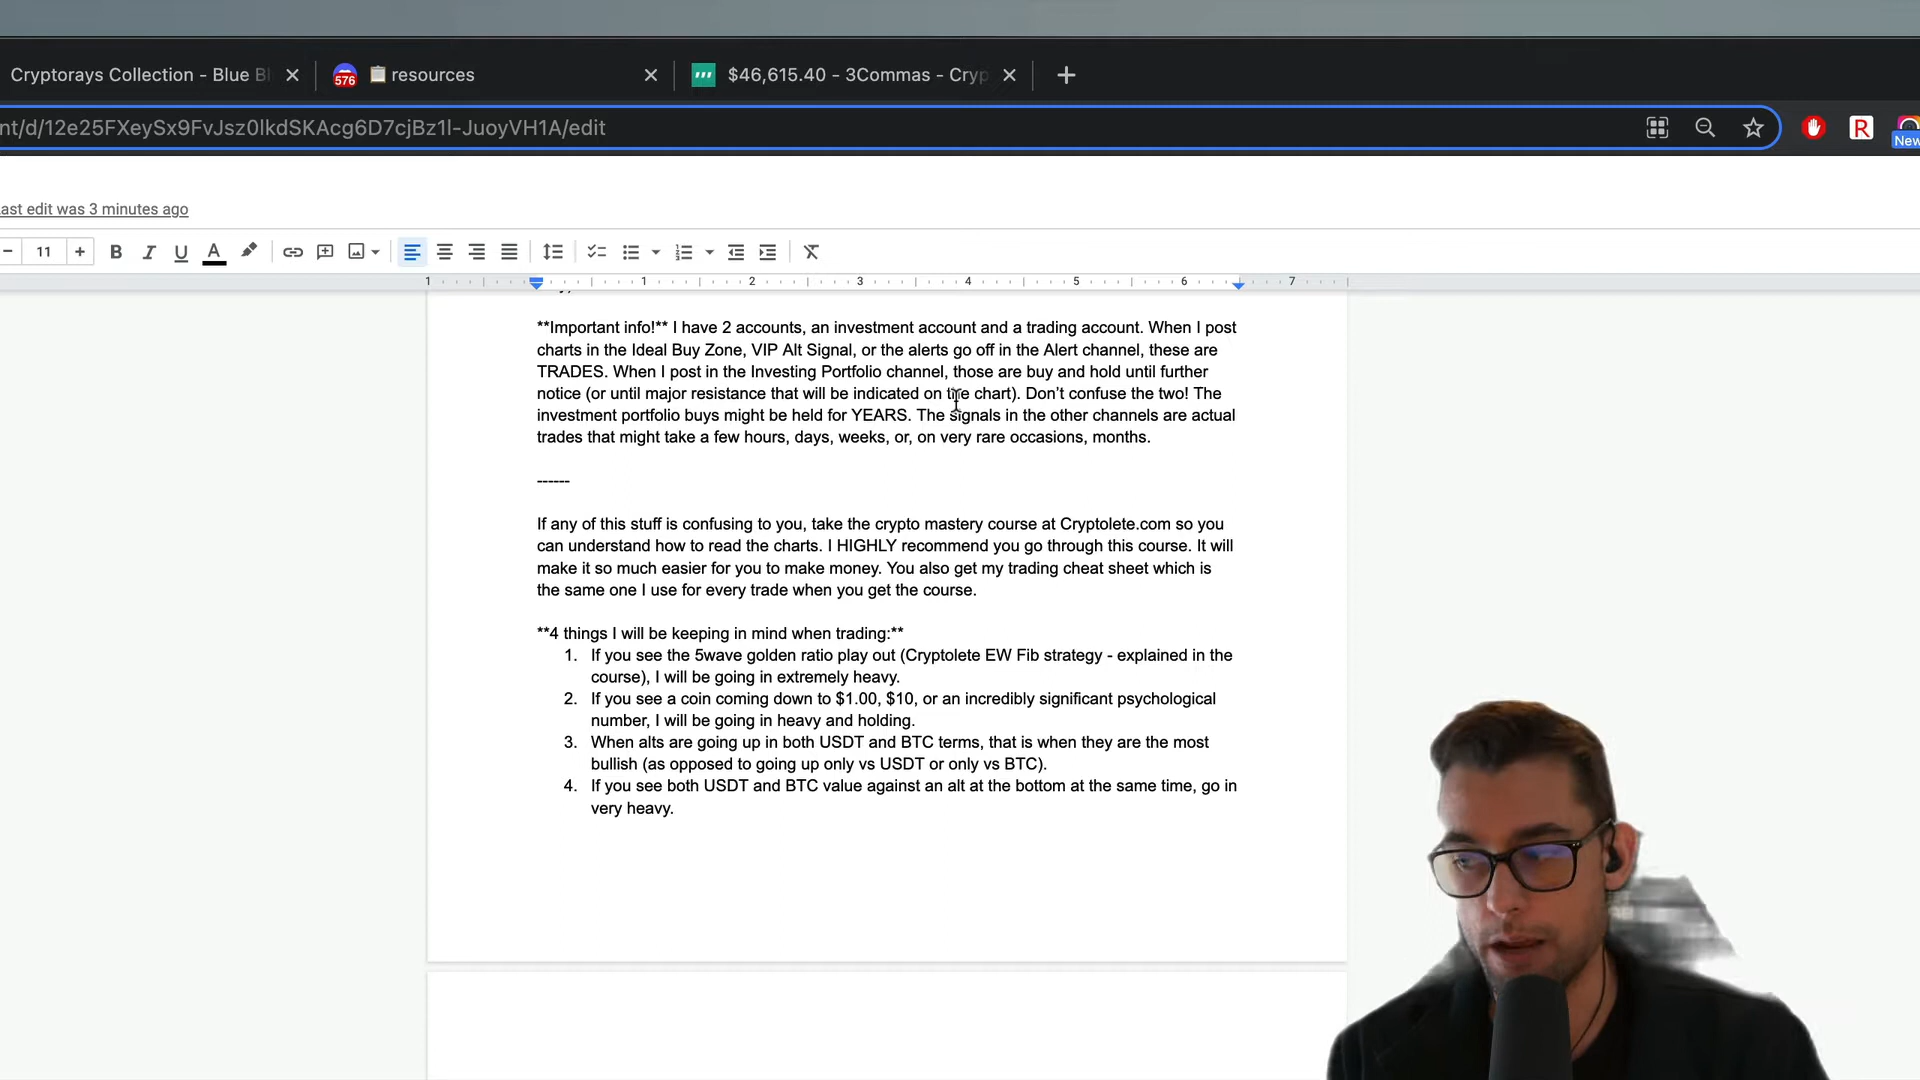 Cryptorays Collection - Blue Bl
576
resources
$46,615.40 - 3Commas - Cryp
nt/d/12e25FXeySx9FvJsz0IkdSKAcg6D7cjBz1l-JuoyVH1A/edit
R
New
ast edit was 3 minutes ago
11
B I U A
1 1 2 3 4 5 6 7
**Important info!** I have 2 accounts, an investment account and a trading account. When I post
charts in the Ideal Buy Zone, VIP Alt Signal, or the alerts go off in the Alert channel, these are
TRADES. When I post in the Investing Portfolio channel, those are buy and hold until further
notice (or until major resistance that will be indicated on the chart). Don't confuse the two! The
investment portfolio buys might be held for YEARS. The signals in the other channels are actual
trades that might take a few hours, days, weeks, or, on very rare occasions, months.
------
If any of this stuff is confusing to you, take the crypto mastery course at Cryptolete.com so you
can understand how to read the charts. I HIGHLY recommend you go through this course. It will
make it so much easier for you to make money. You also get my trading cheat sheet which is
the same one I use for every trade when you get the course.
**4 things I will be keeping in mind when trading:**
1. If you see the 5wave golden ratio play out (Cryptolete EW Fib strategy - explained in the
course), I will be going in extremely heavy.
2. If you see a coin coming down to $1.00, $10, or an incredibly significant psychological
number, I will be going in heavy and holding.
3. When alts are going up in both USDT and BTC terms, that is when they are the most
bullish (as opposed to going up only vs USDT or only vs BTC).
4. If you see both USDT and BTC value against an alt at the bottom at the same time, go in
very heavy.